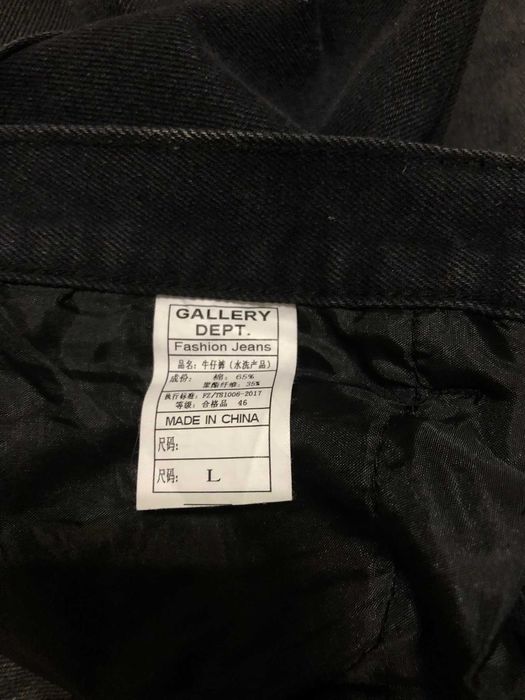 GALLERY
DEPT.
Fashion Jeans
品名: 牛仔裤 (水洗产品)
成份: 棉: 65%
聚酯纤维: 35%
执行标准: FZ/T81006-2017
等级: 合格品 46
MADE IN CHINA
尺码:
尺码: L